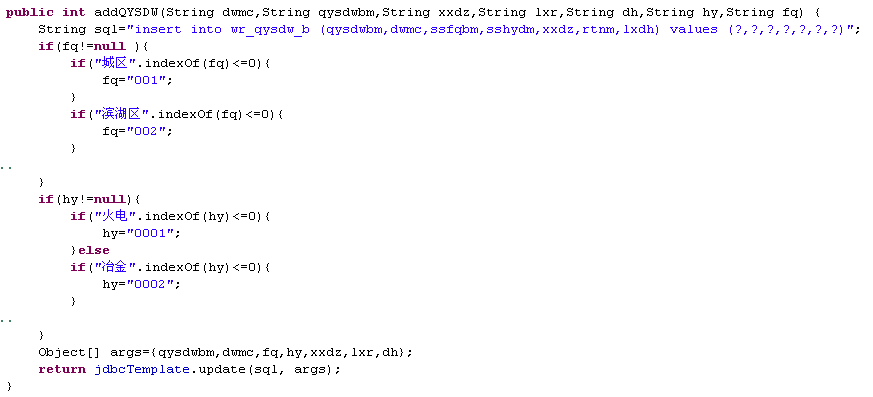 public int addQYSDW(String dwmc,String qysdwbm,String xxdz,String lxr,String dh,String hy,String fq) {
    String sql="insert into wr_qysdw_b (qysdwbm,dwmc,ssfqbm,sshydm,xxdz,rtnm,lxdh) values (?,?,?,?,?,?,?)";
    if(fq!=null ){
        if("城区".indexOf(fq)<=0){
            fq="001";
        }
        if("滨湖区".indexOf(fq)<=0){
            fq="002";
        }
..
    }
    if(hy!=null){
        if("火电".indexOf(hy)<=0){
            hy="0001";
        }else
        if("冶金".indexOf(hy)<=0){
            hy="0002";
        }
..
    }
    Object[] args={qysdwbm,dwmc,fq,hy,xxdz,lxr,dh};
    return jdbcTemplate.update(sql, args);
}